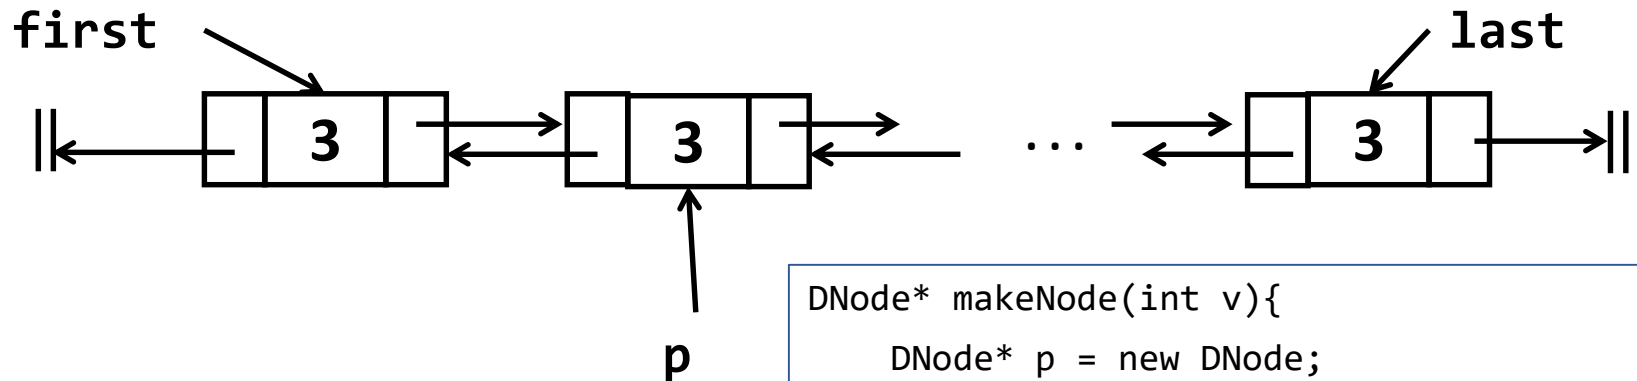 first last
3 3 ... 3
p
DNode* makeNode(int v){
DNode* p = new DNode;